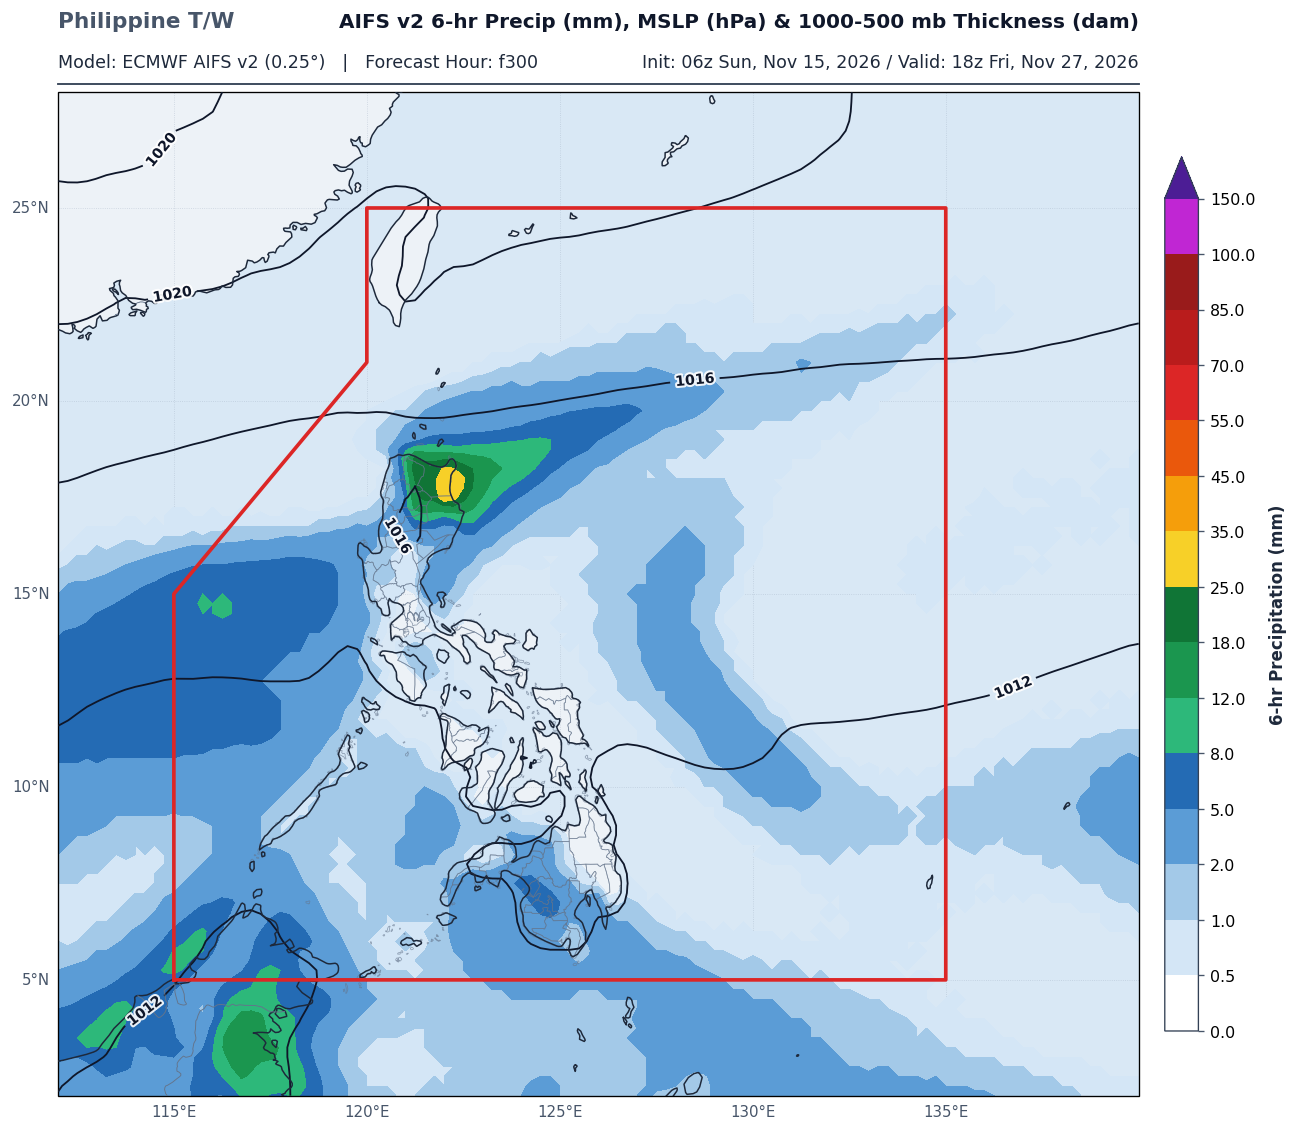 Philippine T/W
AIFS v2 6-hr Precip (mm), MSLP (hPa) & 1000-500 mb Thickness (dam)
Model: ECMWF AIFS v2 (0.25°) | Forecast Hour: f300
Init: 06z Sun, Nov 15, 2026 / Valid: 18z Fri, Nov 27, 2026
1020
1020
1016
1016
1012
1012
25°N
20°N
15°N
10°N
5°N
115°E
120°E
125°E
130°E
135°E
150.0
100.0
85.0
70.0
55.0
45.0
35.0
25.0
18.0
12.0
8.0
5.0
2.0
1.0
0.5
0.0
6-hr Precipitation (mm)